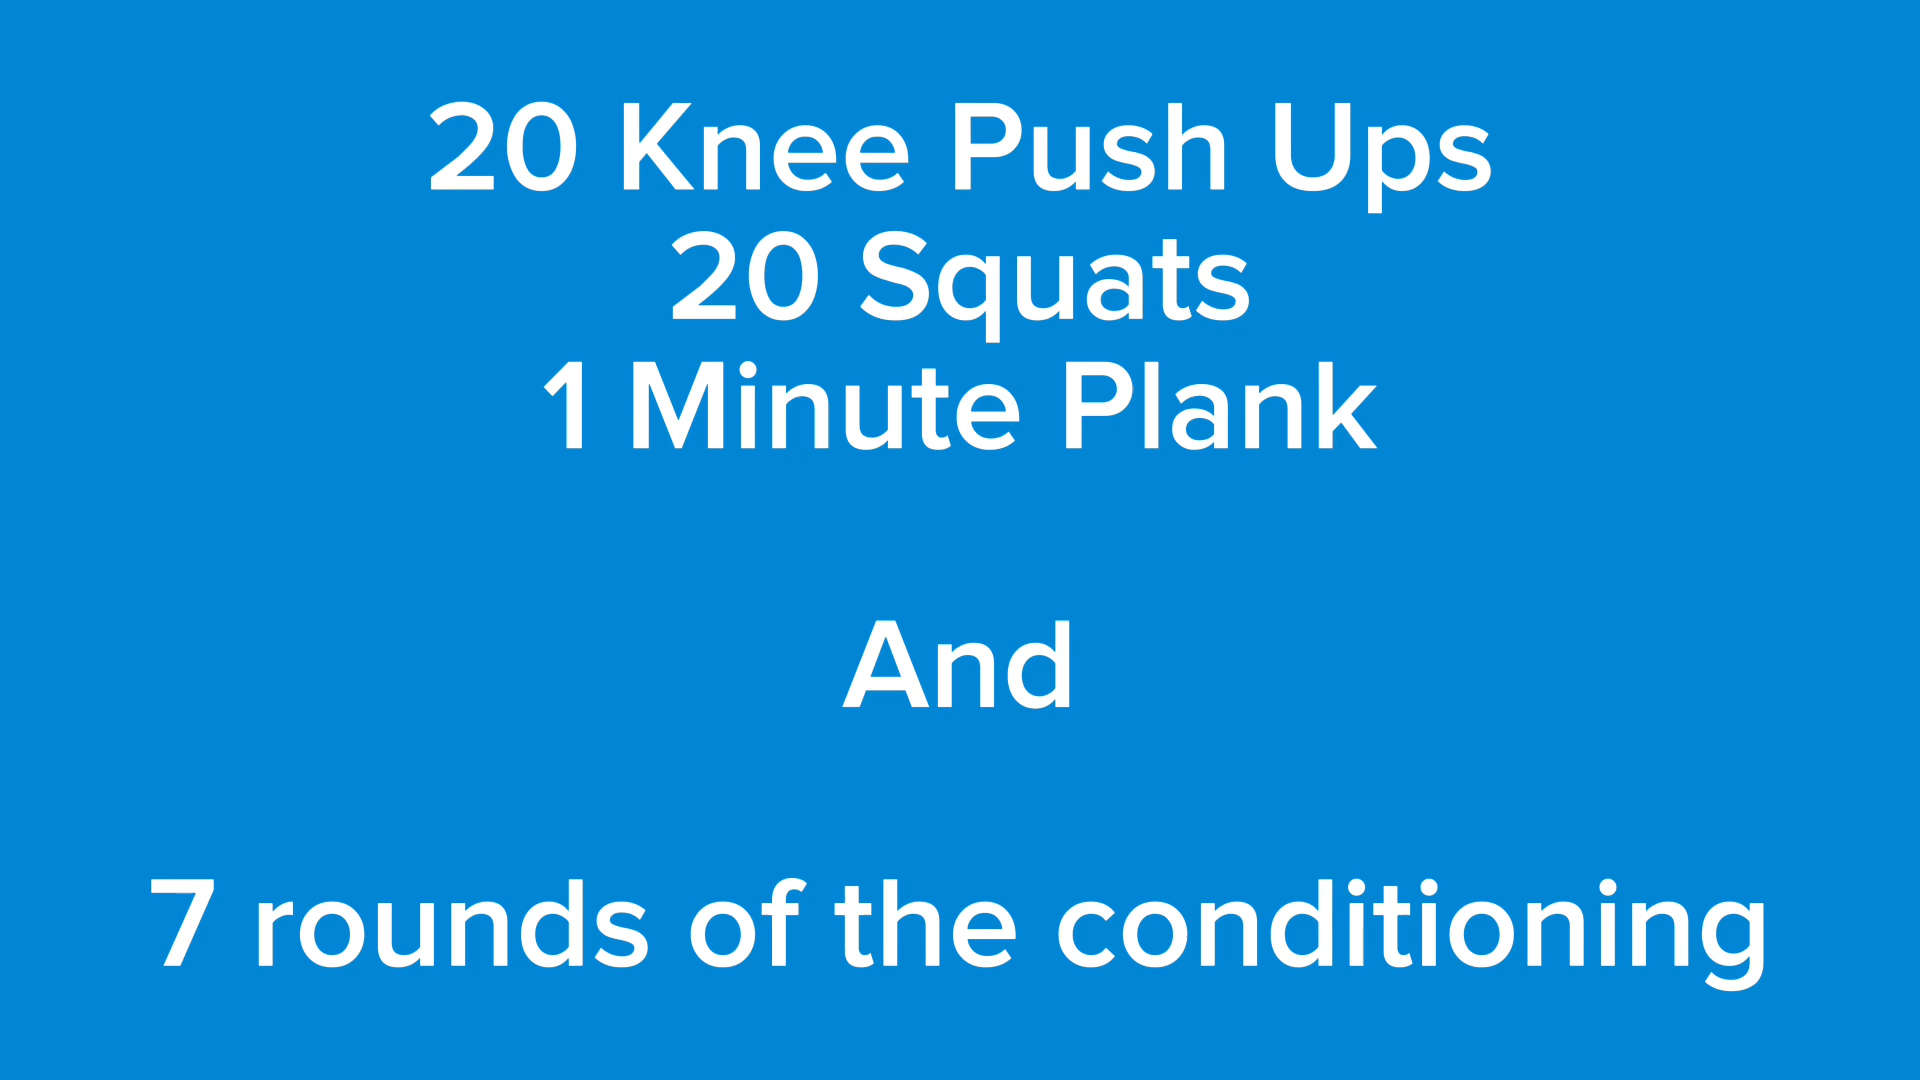 20 Knee Push Ups
20 Squats
1 Minute Plank
And
7 rounds of the conditioning